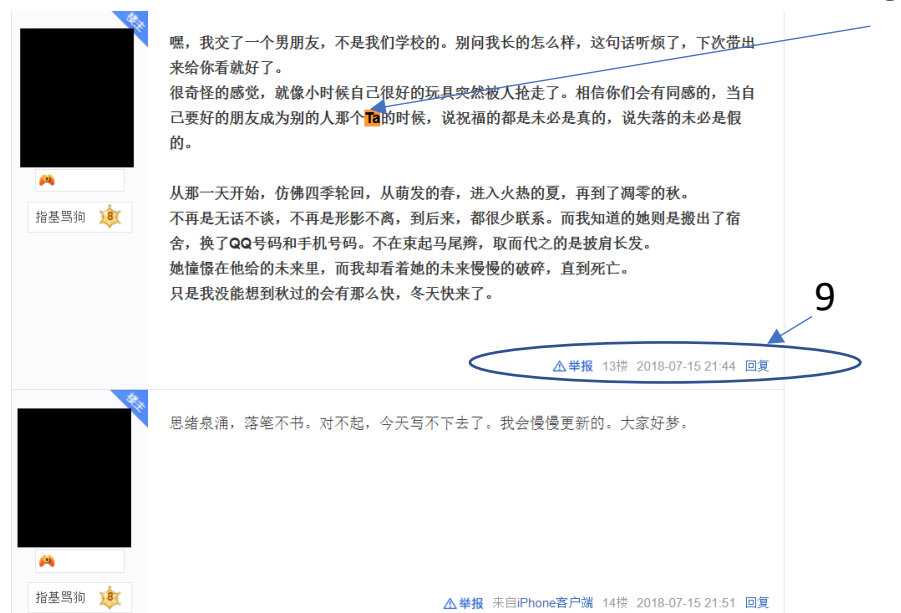 楼主
嘿，我交了一个男朋友，不是我们学校的。别问我长的怎么样，这句话听烦了，下次带出
来给你看就好了。
很奇怪的感觉，就像小时候自己很好的玩具突然被人抢走了。相信你们会有同感的，当自
己要好的朋友成为别的人那个Ta的时候，说祝福的都是未必是真的，说失落的未必是假
的。
从那一天开始，仿佛四季轮回，从萌发的春，进入火热的夏，再到了凋零的秋。
不再是无话不谈，不再是形影不离，到后来，都很少联系。而我知道的她则是搬出了宿
舍，换了QQ号码和手机号码。不在束起马尾辫，取而代之的是披肩长发。
她憧憬在他给的未来里，而我却看着她的未来慢慢的破碎，直到死亡。
只是我没能想到秋过的会有那么快，冬天快来了。
指基骂狗 8
9
举报 13楼 2018-07-15 21:44 回复
楼主
思绪泉涌，落笔不书。对不起，今天写不下去了。我会慢慢更新的。大家好梦。
指基骂狗 8
举报 来自iPhone客户端 14楼 2018-07-15 21:51 回复